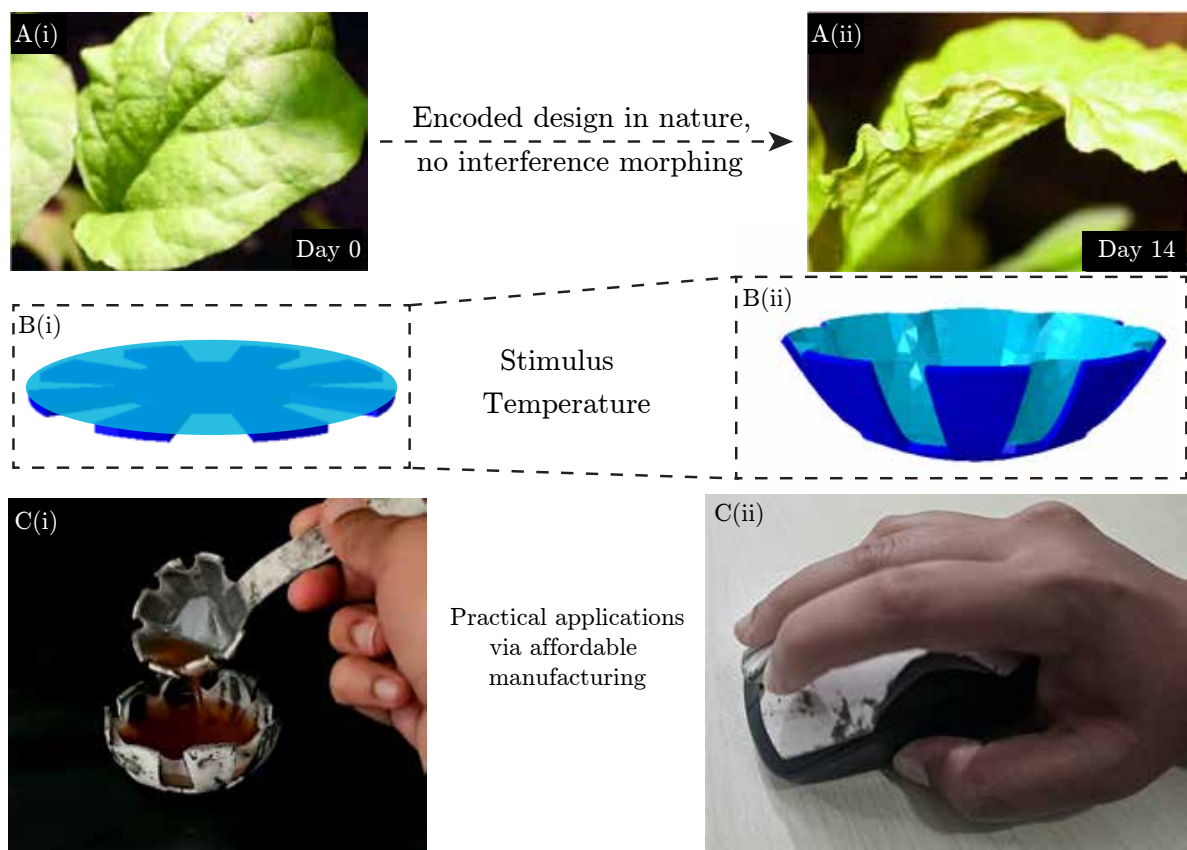 A(i)
A(ii)
Encoded design in nature,
no interference morphing
Day 0
Day 14
B(i)
B(ii)
Stimulus
Temperature
C(i)
C(ii)
Practical applications
via affordable
manufacturing